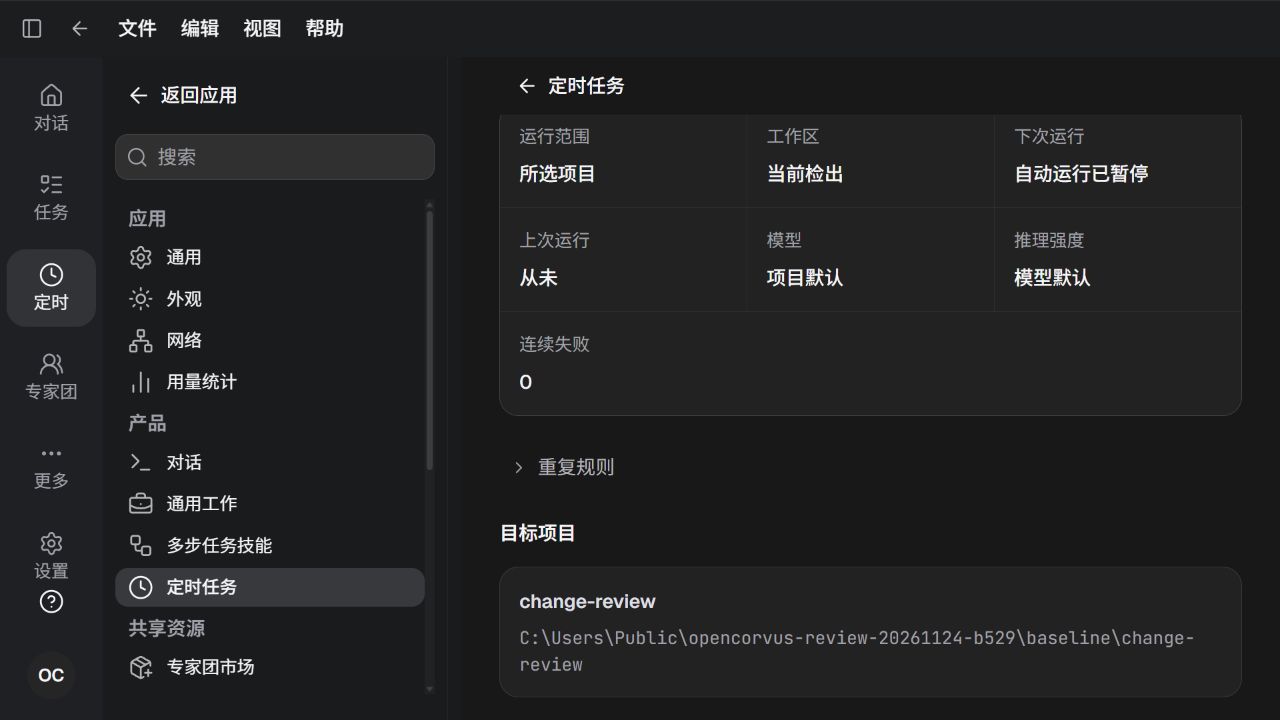 文件 编辑 视图 帮助
对话
任务
定时
专家团
更多
设置
OC
返回应用
搜索
应用
通用
外观
网络
用量统计
产品
对话
通用工作
多步任务技能
定时任务
共享资源
专家团市场
定时任务
运行范围 工作区 下次运行
所选项目 当前检出 自动运行已暂停
上次运行 模型 推理强度
从未 项目默认 模型默认
连续失败
0
重复规则
目标项目
change-review
C:\Users\Public\opencorvus-review-20261124-b529\baseline\change-
review